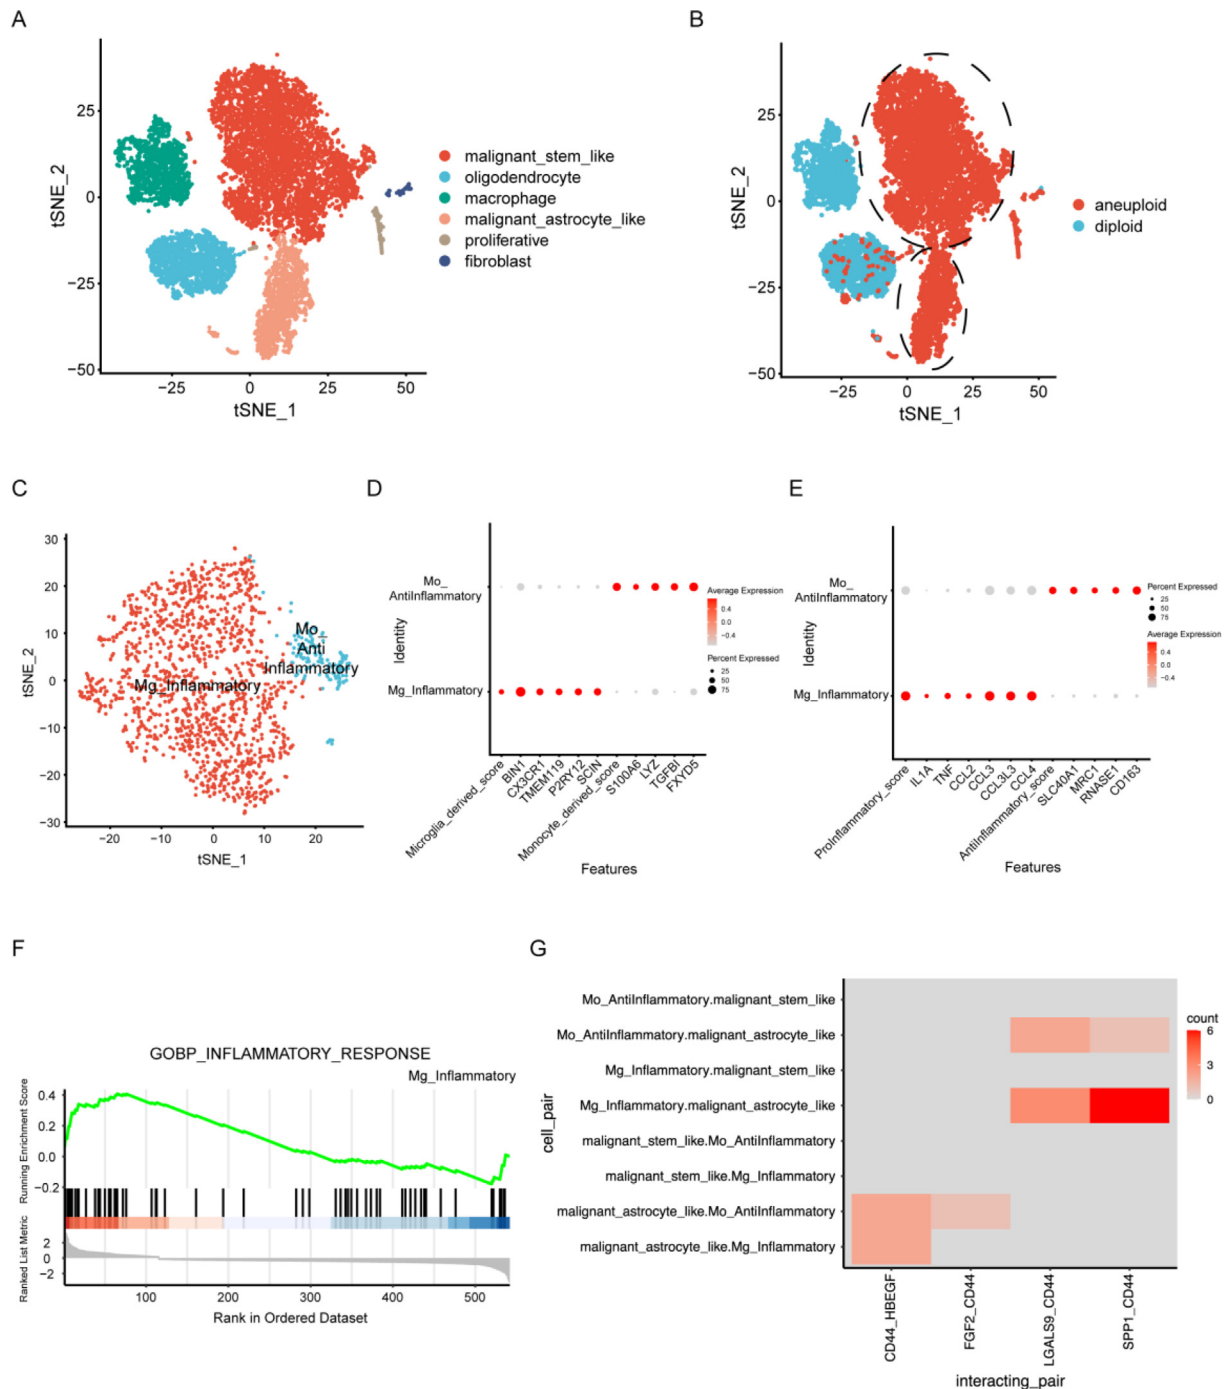 A
tSNE_2
25
0
−25
−50
−25
0
25
50
tSNE_1
malignant_stem_like
oligodendrocyte
macrophage
malignant_astrocyte_like
proliferative
fibroblast
B
tSNE_2
25
0
−25
−50
−25
0
25
50
tSNE_1
aneuploid
diploid
C
tSNE_2
30
20
10
0
−10
−20
−30
−20
−10
0
10
20
tSNE_1
Mo_
Anti
Inflammatory
Mg_Inflammatory
D
Identity
Mo_
AntiInflammatory
Mg_Inflammatory
Microglia_derived_score
BIN1
CX3CR1
TMEM119
P2RY12
SCIN
Monocyte_derived_score
S100A6
LYZ
TGFBI
FXYD5
Features
Average Expression
0.4
0.0
−0.4
Percent Expressed
25
50
75
E
Identity
Mo_
AntiInflammatory
Mg_Inflammatory
ProInflammatory_score
IL1A
TNF
CCL2
CCL3
CCL3L3
CCL4
AntiInflammatory_score
SLC40A1
MRC1
RNASE1
CD163
Features
Percent Expressed
25
50
75
Average Expression
0.4
0.0
−0.4
F
GOBP_INFLAMMATORY_RESPONSE
Mg_Inflammatory
Running Enrichment Score
0.4
0.2
0.0
−0.2
Ranked List Metric
2
0
−2
100
200
300
400
500
Rank in Ordered Dataset
G
cell_pair
Mo_AntiInflammatory.malignant_stem_like
Mo_AntiInflammatory.malignant_astrocyte_like
Mg_Inflammatory.malignant_stem_like
Mg_Inflammatory.malignant_astrocyte_like
malignant_stem_like.Mo_AntiInflammatory
malignant_stem_like.Mg_Inflammatory
malignant_astrocyte_like.Mo_AntiInflammatory
malignant_astrocyte_like.Mg_Inflammatory
CD44_HBEGF
FGF2_CD44
LGALS9_CD44
SPP1_CD44
interacting_pair
count
6
3
0